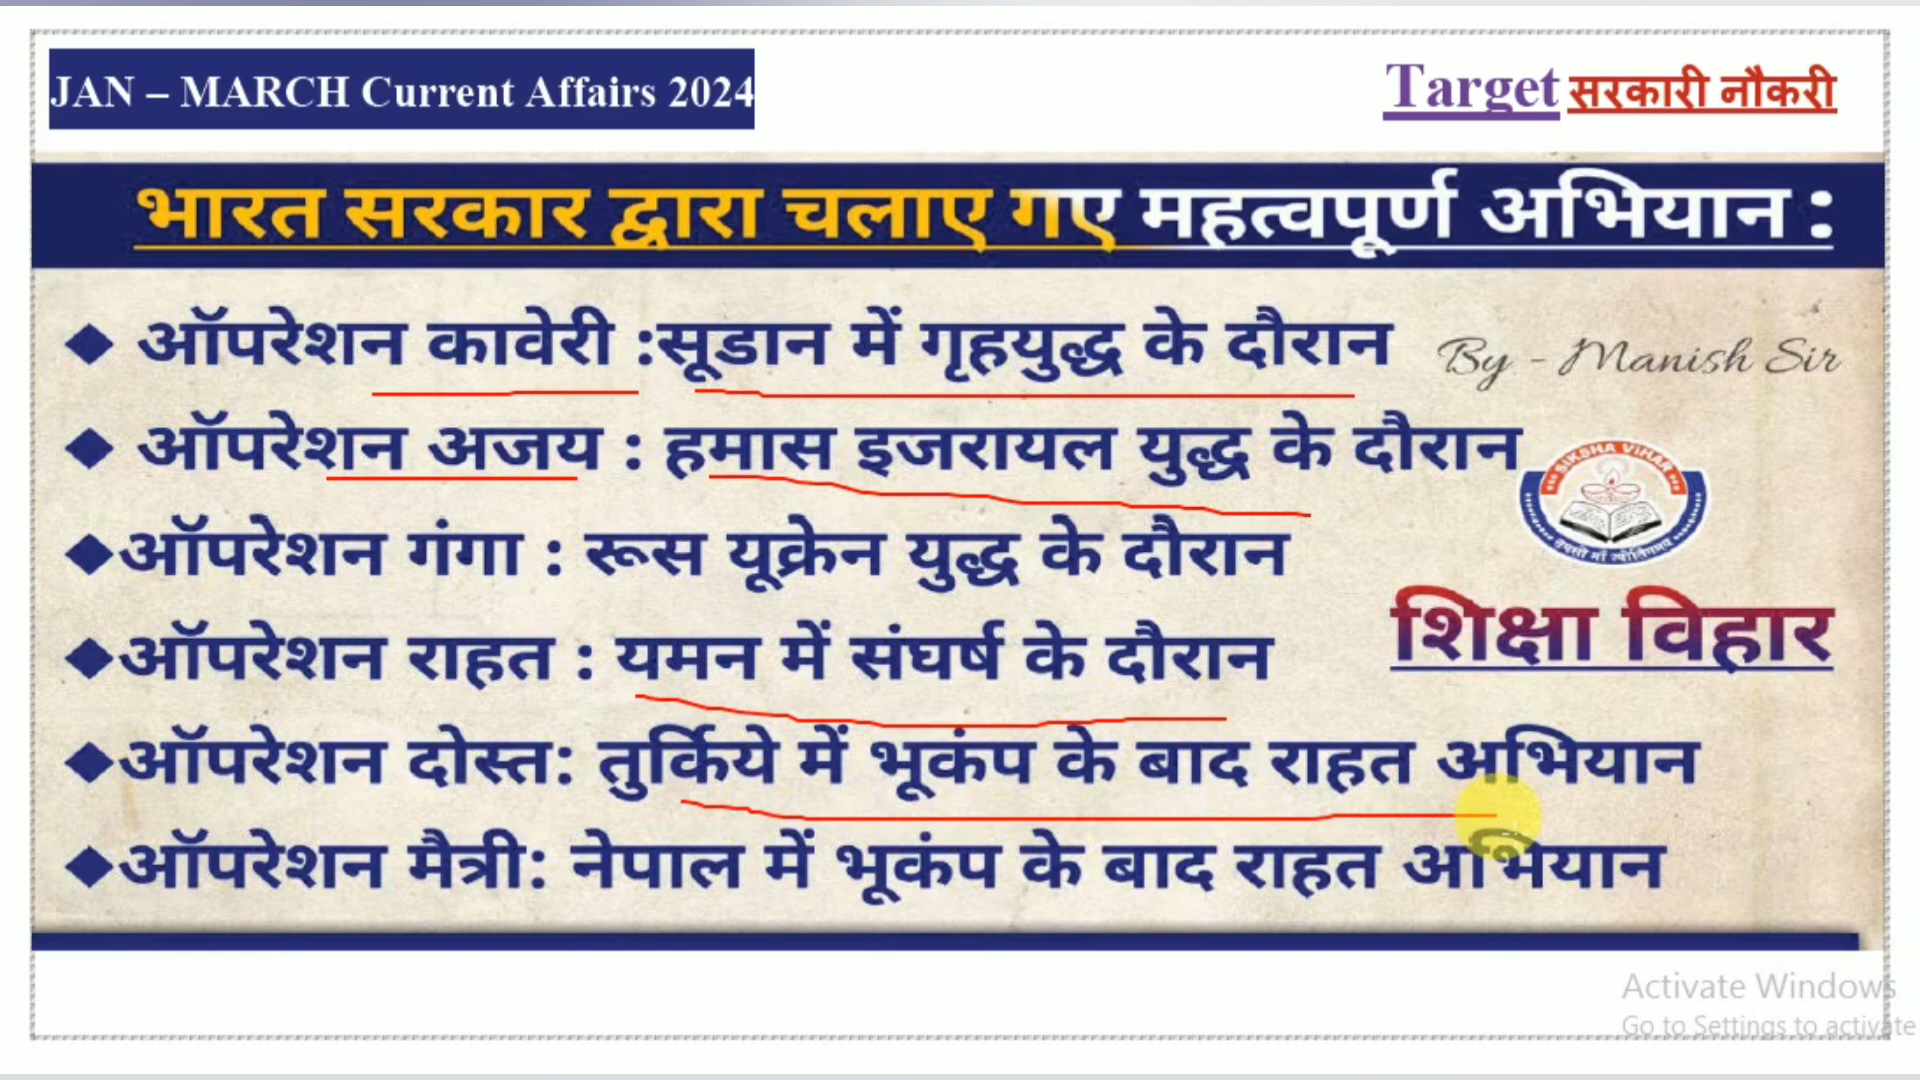 JAN – MARCH Current Affairs 2024
Target सरकारी नौकरी
भारत सरकार द्वारा चलाए गए महत्वपूर्ण अभियान :
◆ ऑपरेशन कावेरी :सूडान में गृहयुद्ध के दौरान
By - Manish Sir
◆ ऑपरेशन अजय : हमास इजरायल युद्ध के दौरान
SIKSHA VIHAR
◆ऑपरेशन गंगा : रूस यूक्रेन युद्ध के दौरान
शिक्षा विहार
◆ऑपरेशन राहत : यमन में संघर्ष के दौरान
◆ऑपरेशन दोस्त: तुर्किये में भूकंप के बाद राहत अभियान
◆ऑपरेशन मैत्री: नेपाल में भूकंप के बाद राहत अभियान
Activate Windows
Go to Settings to activate